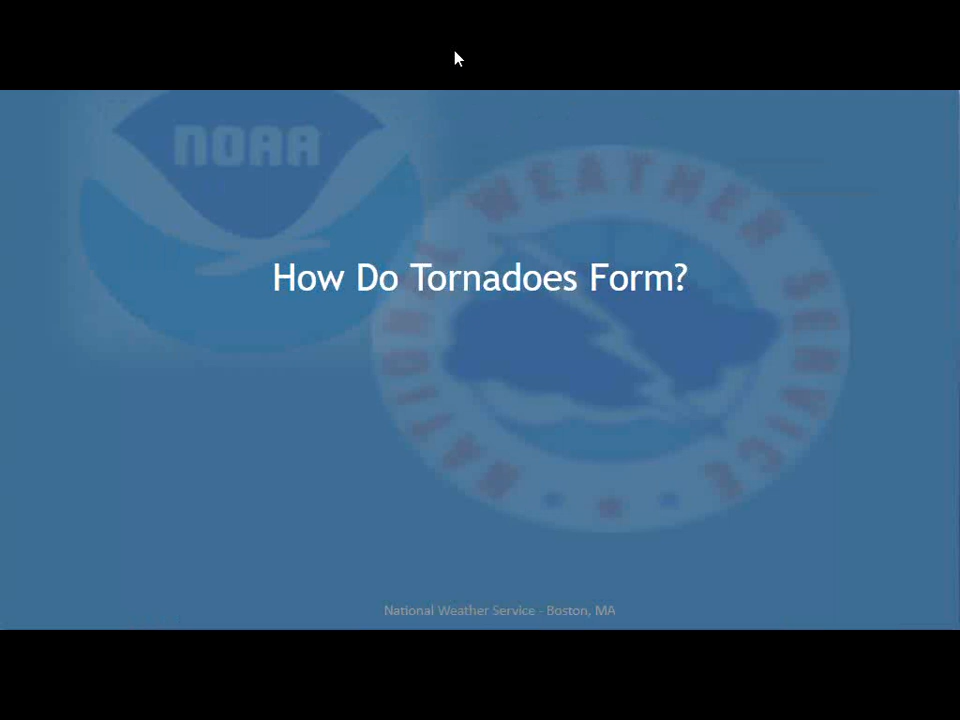 NOAA
NATIONAL WEATHER SERVICE
How Do Tornadoes Form?
National Weather Service - Boston, MA